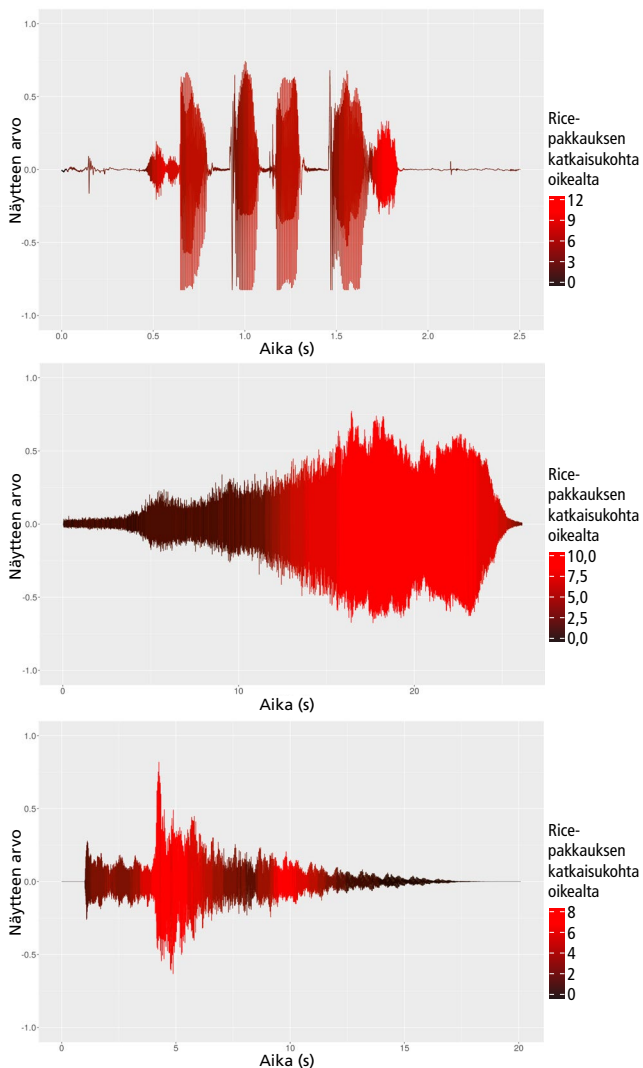 1.0
0.5
0.0
-0.5
-1.0
Näytteen arvo
0.0 0.5 1.0 1.5 2.0 2.5
Aika (s)
Rice-
pakkauksen
katkaisukohta
oikealta
12
9
6
3
0
1.0
0.5
0.0
-0.5
-1.0
Näytteen arvo
0 10 20
Aika (s)
Rice-
pakkauksen
katkaisukohta
oikealta
10,0
7,5
5,0
2,5
0,0
1.0
0.5
0.0
-0.5
-1.0
Näytteen arvo
0 5 10 15 20
Aika (s)
Rice-
pakkauksen
katkaisukohta
oikealta
8
6
4
2
0